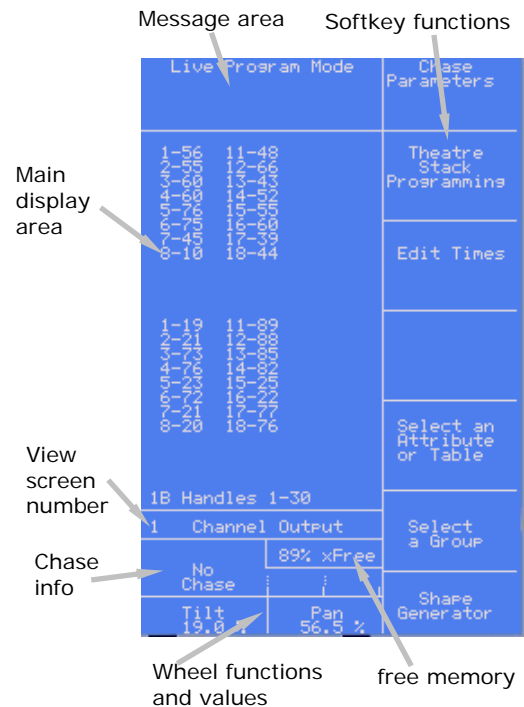 Message area
Softkey functions
Live Program Mode
Chase
Parameters
Main
display
area
1-56 11-48
2-55 12-66
3-60 13-43
4-60 14-52
5-76 15-55
6-75 16-60
7-45 17-39
8-10 18-44
Theatre
Stack
Programming
Edit Times
1-19 11-89
2-21 12-88
3-73 13-85
4-76 14-82
5-23 15-25
6-72 16-22
7-21 17-77
8-20 18-76
Select an
Attribute
or Table
View
screen
number
1B Handles 1-30
1 Channel Output
Select
a Group
89% xFree
Chase
info
No
Chase
Tilt
19.0 %
Pan
56.5 %
Shape
Generator
Wheel functions
and values
free memory